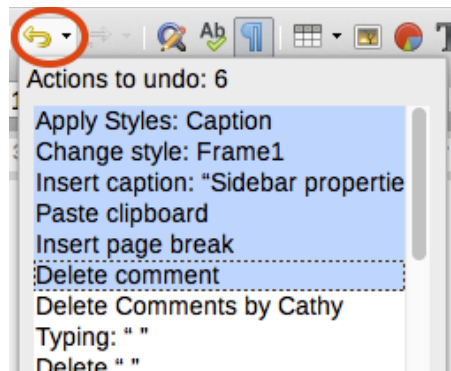 Actions to undo: 6
Apply Styles: Caption
Change style: Frame1
Insert caption: “Sidebar propertie
Paste clipboard
Insert page break
Delete comment
Delete Comments by Cathy
Typing: “ ”
Delete “ ”